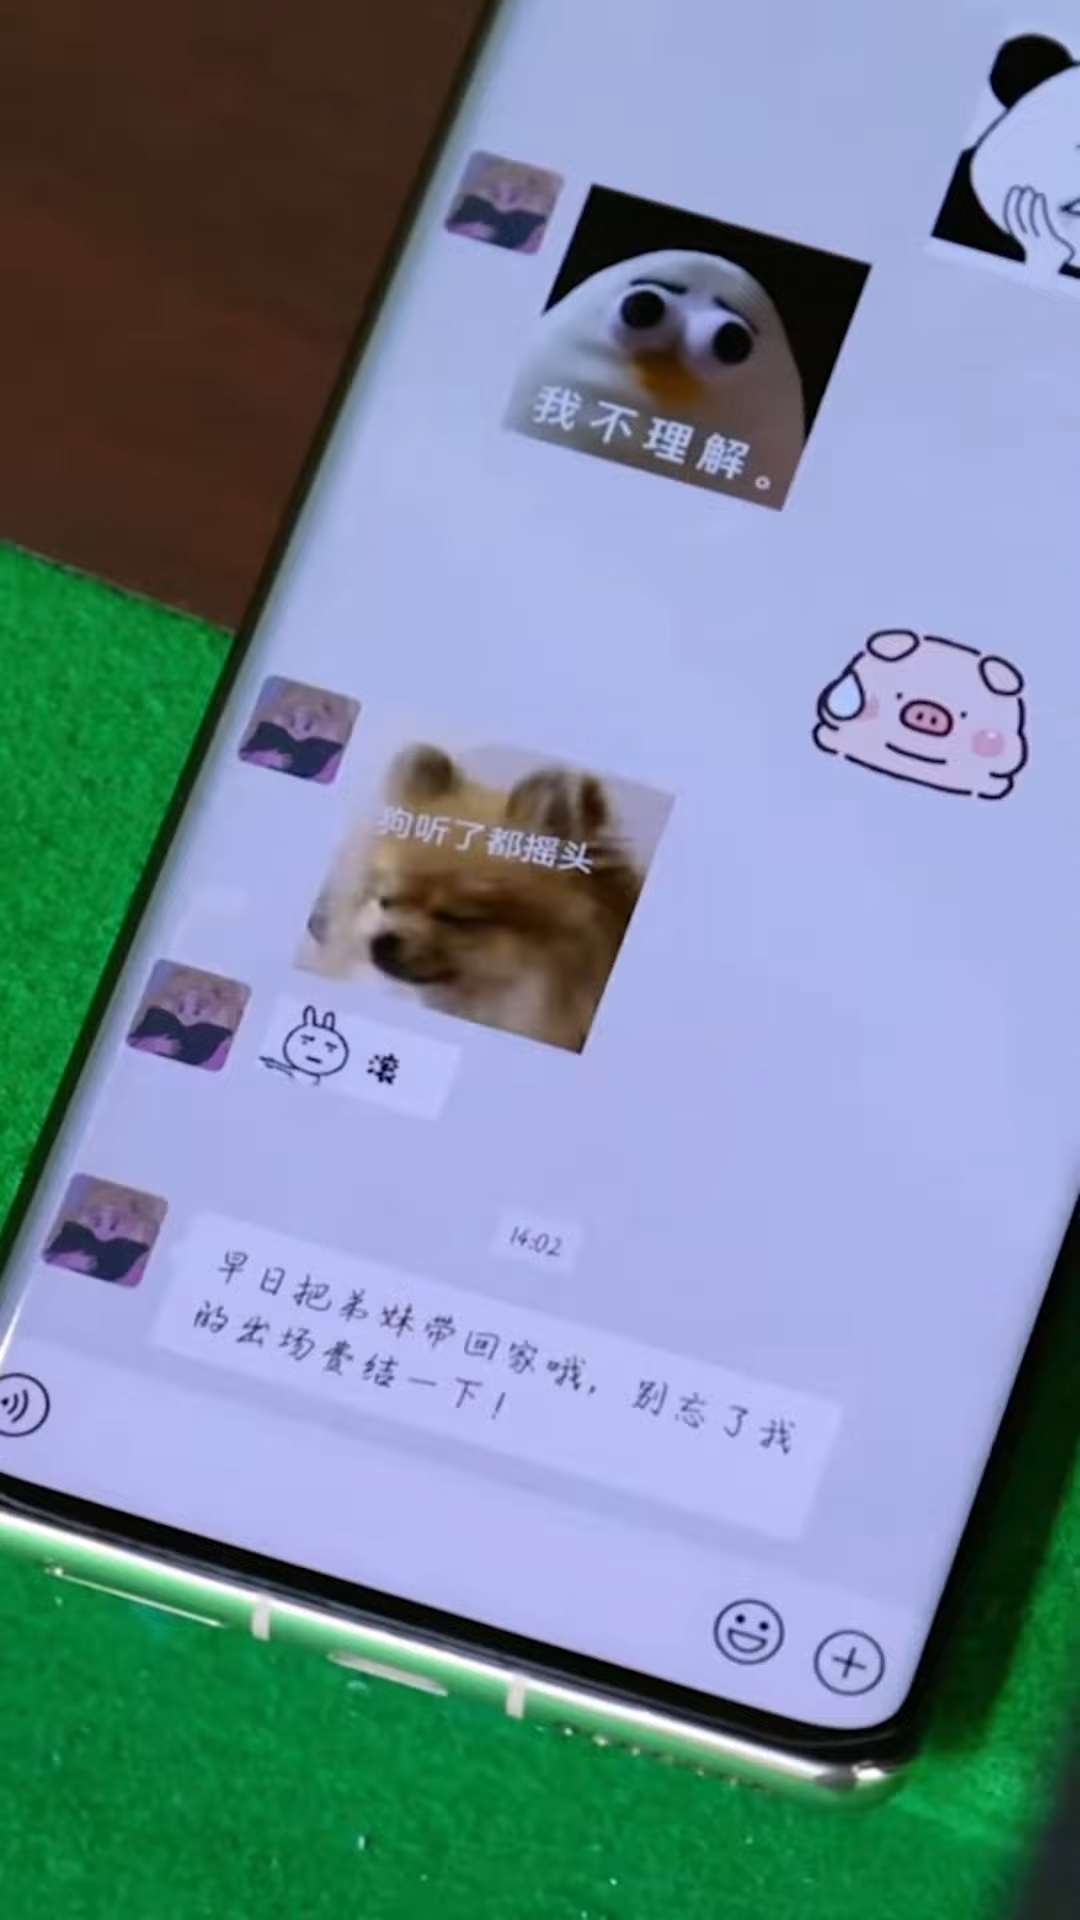 我不理解。
狗听了都摇头
滚
14:02
早日把弟妹带回家哦，别忘了我
的出场费结一下！